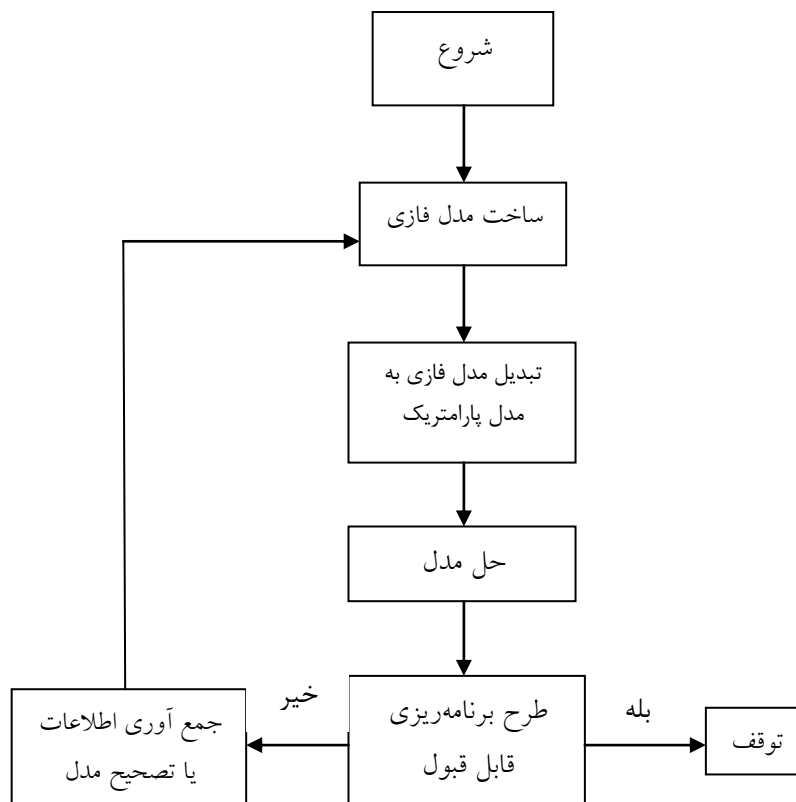 شروع
ساخت مدل فازی
تبدیل مدل فازی به
مدل پارامتریک
حل مدل
طرح برنامه‌ریزی
قابل قبول
بله
توقف
خیر
جمع آوری اطلاعات
یا تصحیح مدل